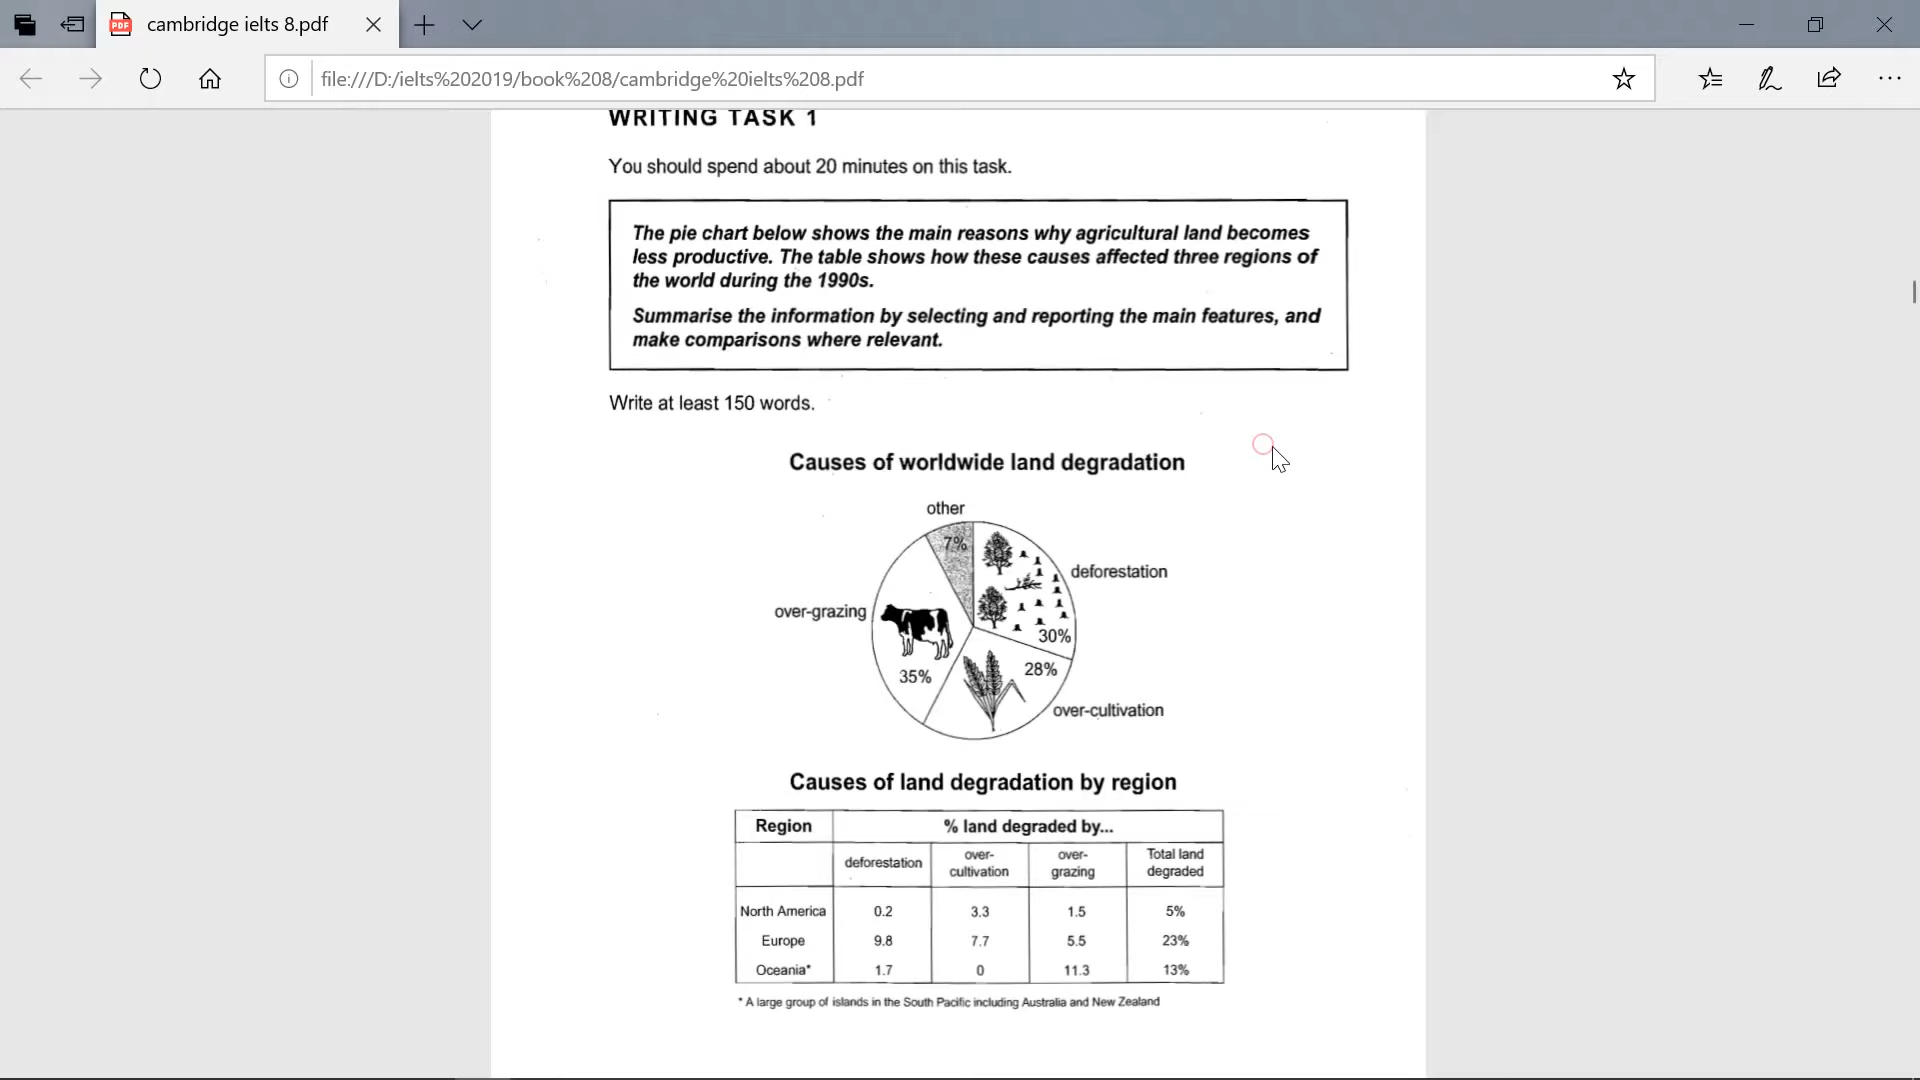 cambridge ielts 8.pdf
file:///D:/ielts%202019/book%208/cambridge%20ielts%208.pdf
WRITING TASK 1
You should spend about 20 minutes on this task.
The pie chart below shows the main reasons why agricultural land becomes
less productive. The table shows how these causes affected three regions of
the world during the 1990s.
Summarise the information by selecting and reporting the main features, and
make comparisons where relevant.
Write at least 150 words.
Causes of worldwide land degradation
other
7%
deforestation
over-grazing
30%
28%
35%
over-cultivation
Causes of land degradation by region
Region % land degraded by...
deforestation over-cultivation over-grazing Total land degraded
North America 0.2 3.3 1.5 5%
Europe 9.8 7.7 5.5 23%
Oceania* 1.7 0 11.3 13%
* A large group of islands in the South Pacific including Australia and New Zealand